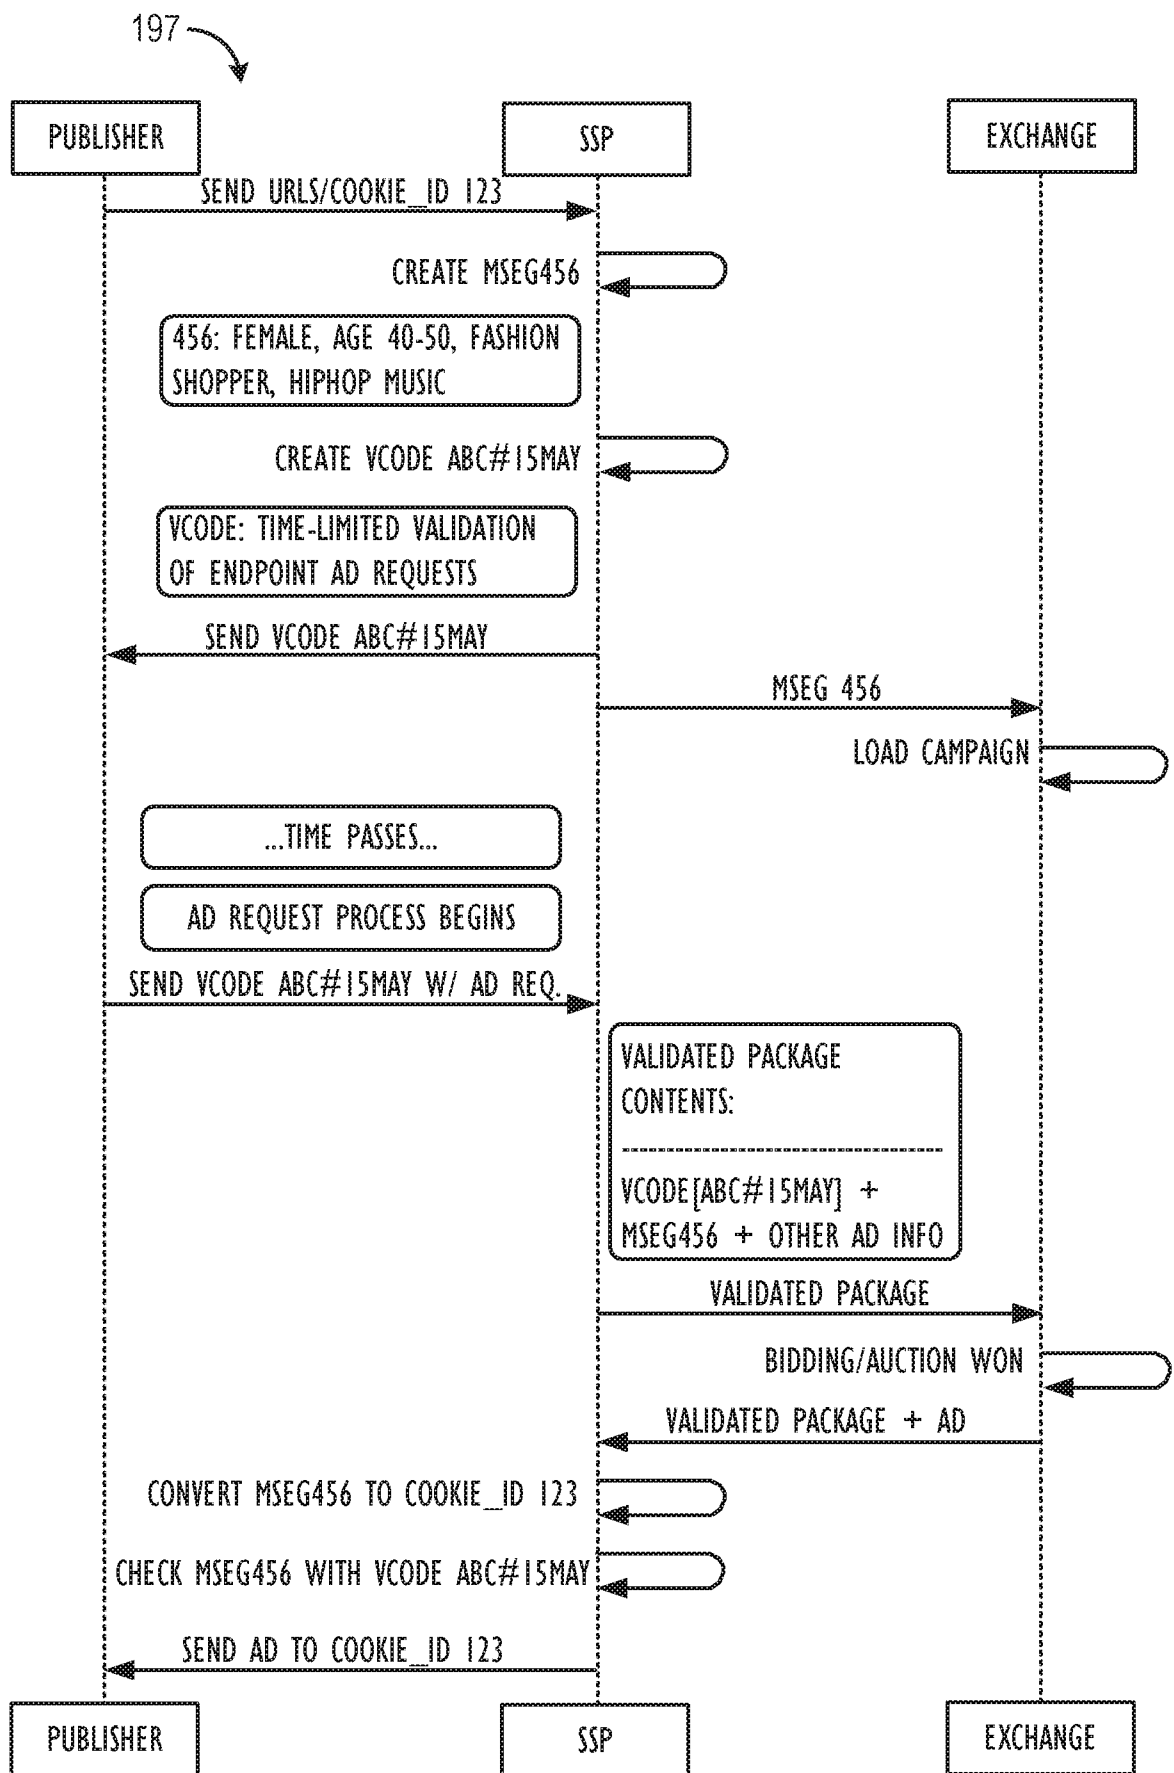 197
PUBLISHER
SSP
EXCHANGE
SEND URLS/COOKIE_ID 123
CREATE MSEG456
456: FEMALE, AGE 40-50, FASHION
SHOPPER, HIPHOP MUSIC
CREATE VCODE ABC#15MAY
VCODE: TIME-LIMITED VALIDATION
OF ENDPOINT AD REQUESTS
SEND VCODE ABC#15MAY
MSEG 456
LOAD CAMPAIGN
...TIME PASSES...
AD REQUEST PROCESS BEGINS
SEND VCODE ABC#15MAY W/ AD REQ.
VALIDATED PACKAGE
CONTENTS:
VCODE[ABC#15MAY] +
MSEG456 + OTHER AD INFO
VALIDATED PACKAGE
BIDDING/AUCTION WON
VALIDATED PACKAGE + AD
CONVERT MSEG456 TO COOKIE_ID 123
CHECK MSEG456 WITH VCODE ABC#15MAY
SEND AD TO COOKIE_ID 123
PUBLISHER
SSP
EXCHANGE